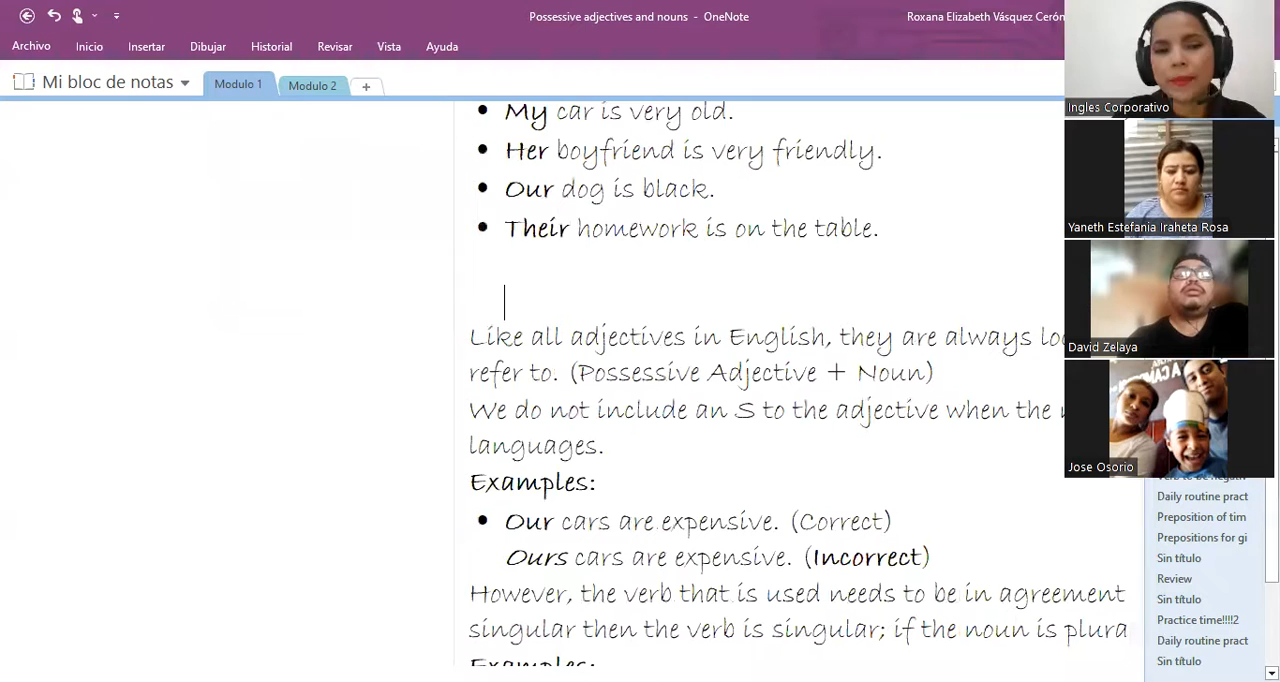 Possessive adjectives and nouns - OneNote
Roxana Elizabeth Vásquez Cerón
Archivo Inicio Insertar Dibujar Historial Revisar Vista Ayuda
Mi bloc de notas Modulo 1 Modulo 2 +
• My car is very old.
• Her boyfriend is very friendly.
• Our dog is black.
• Their homework is on the table.
Like all adjectives in English, they are always
refer to. (Possessive Adjective + Noun)
We do not include an S to the adjective when the
languages.
Examples:
• Our cars are expensive. (Correct)
Ours cars are expensive. (Incorrect)
However, the verb that is used needs to be in agreement
singular then the verb is singular; if the noun is plura
Examples:
Ingles Corporativo
Yaneth Estefania Iraheta Rosa
David Zelaya
Jose Osorio
Daily routine pract
Preposition of tim
Prepositions for gi
Sin título
Review
Sin título
Practice time!!!!2
Daily routine pract
Sin título